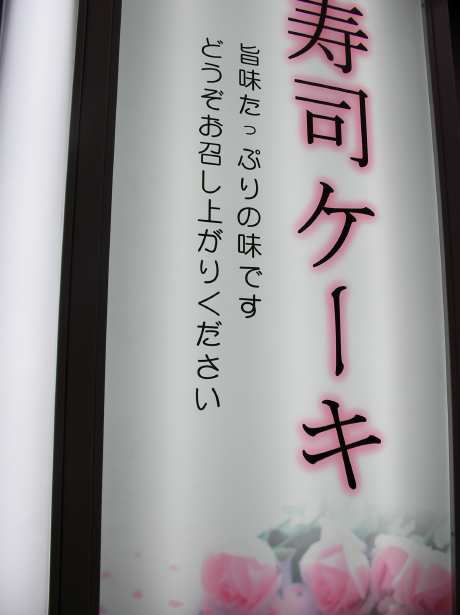 寿司ケーキ
旨味たっぷりの味です
どうぞお召し上がりください